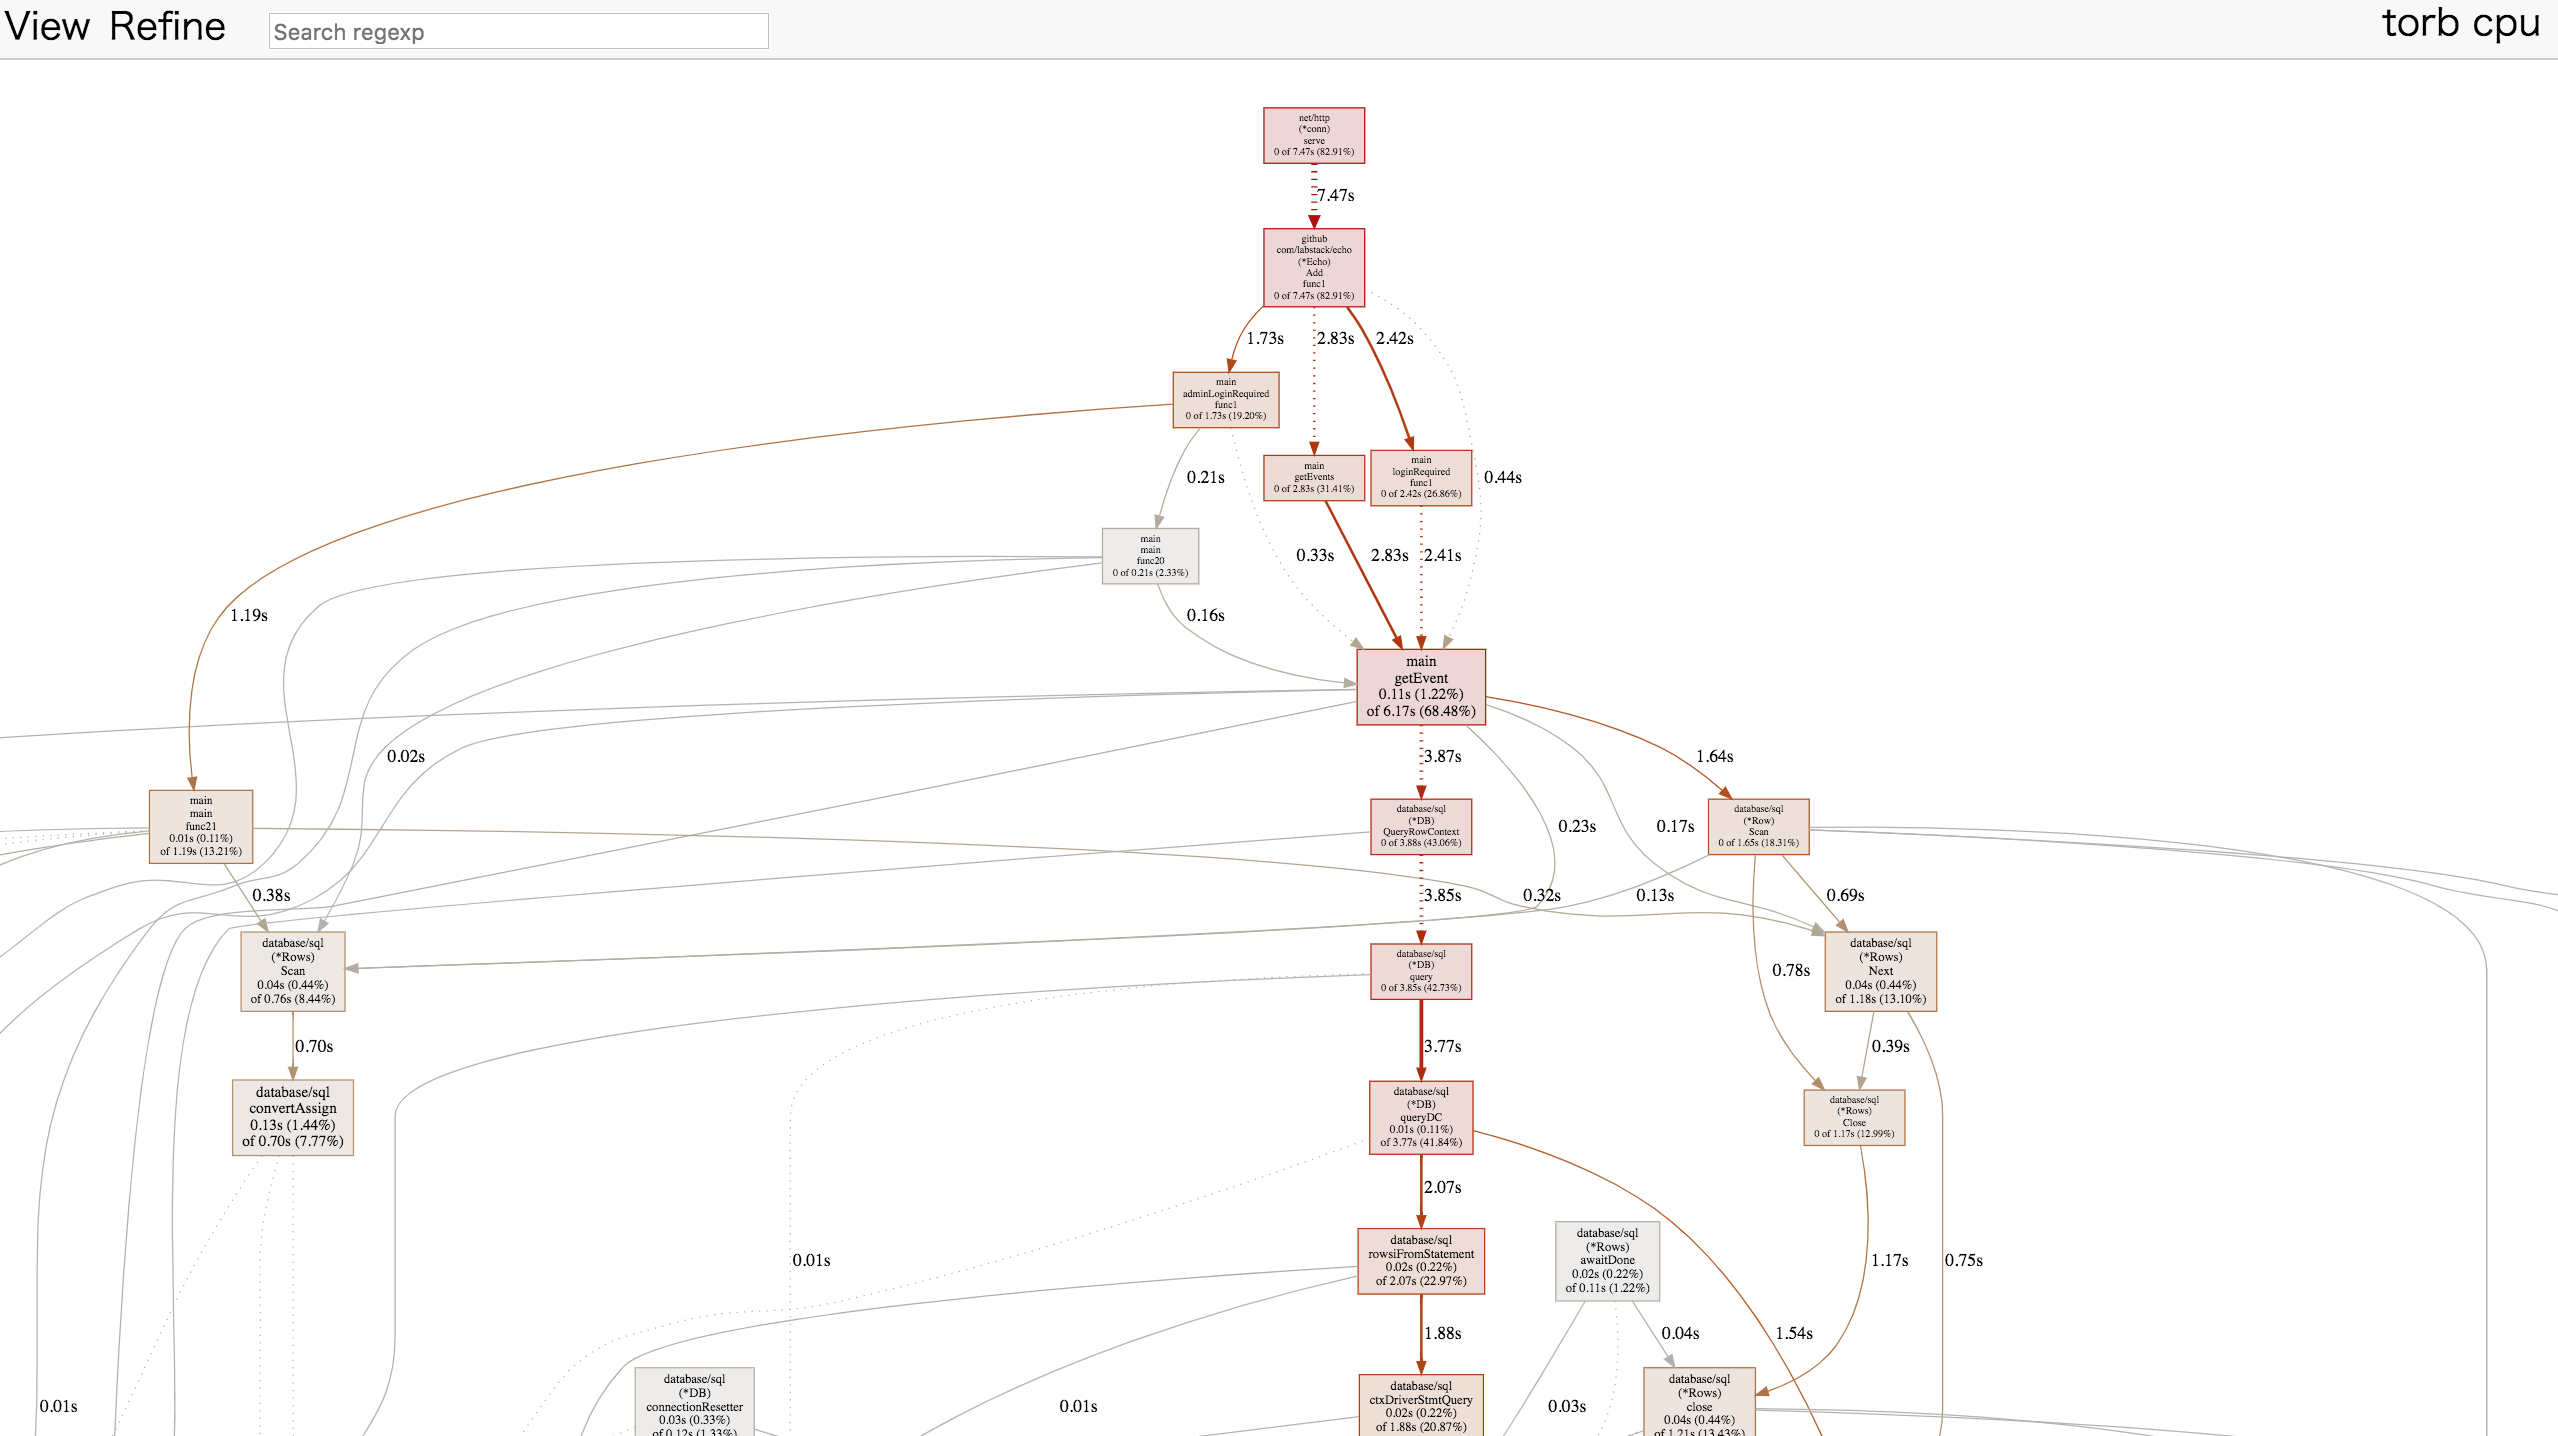 View Refine
Search regexp
torb cpu
net/http
(*conn)
serve
0 of 7.47s (82.91%)
7.47s
github
com/labstack/echo
(*Echo)
Add
func1
0 of 7.47s (82.91%)
1.73s
2.83s
2.42s
main
adminLoginRequired
func1
0 of 1.73s (19.20%)
0.21s
main
getEvents
0 of 2.83s (31.41%)
main
loginRequired
func1
0 of 2.42s (26.86%)
0.44s
main
main
func20
0 of 0.21s (2.33%)
0.33s
2.83s
2.41s
1.19s
0.16s
main
getEvent
0.11s (1.22%)
of 6.17s (68.48%)
0.02s
3.87s
1.64s
main
main
func21
0.01s (0.11%)
of 1.19s (13.21%)
database/sql
(*DB)
QueryRowContext
0 of 3.88s (43.06%)
0.23s
0.17s
database/sql
(*Row)
Scan
0 of 1.65s (18.31%)
0.38s
3.85s
0.32s
0.13s
0.69s
database/sql
(*Rows)
Scan
0.04s (0.44%)
of 0.76s (8.44%)
database/sql
(*DB)
query
0 of 3.85s (42.73%)
0.78s
database/sql
(*Rows)
Next
0.04s (0.44%)
of 1.18s (13.10%)
0.70s
3.77s
0.39s
database/sql
convertAssign
0.13s (1.44%)
of 0.70s (7.77%)
database/sql
(*DB)
queryDC
0.01s (0.11%)
of 3.77s (41.84%)
database/sql
(*Rows)
Close
0 of 1.17s (12.99%)
2.07s
0.01s
database/sql
rowsiFromStatement
0.02s (0.22%)
of 2.07s (22.97%)
database/sql
(*Rows)
awaitDone
0.02s (0.22%)
of 0.11s (1.22%)
1.17s
0.75s
1.88s
0.04s
1.54s
0.01s
database/sql
(*DB)
connectionResetter
0.03s (0.33%)
of 0.12s (1.33%)
0.01s
database/sql
ctxDriverStmtQuery
0.02s (0.22%)
of 1.88s (20.87%)
0.03s
database/sql
(*Rows)
close
0.04s (0.44%)
of 1.21s (13.43%)